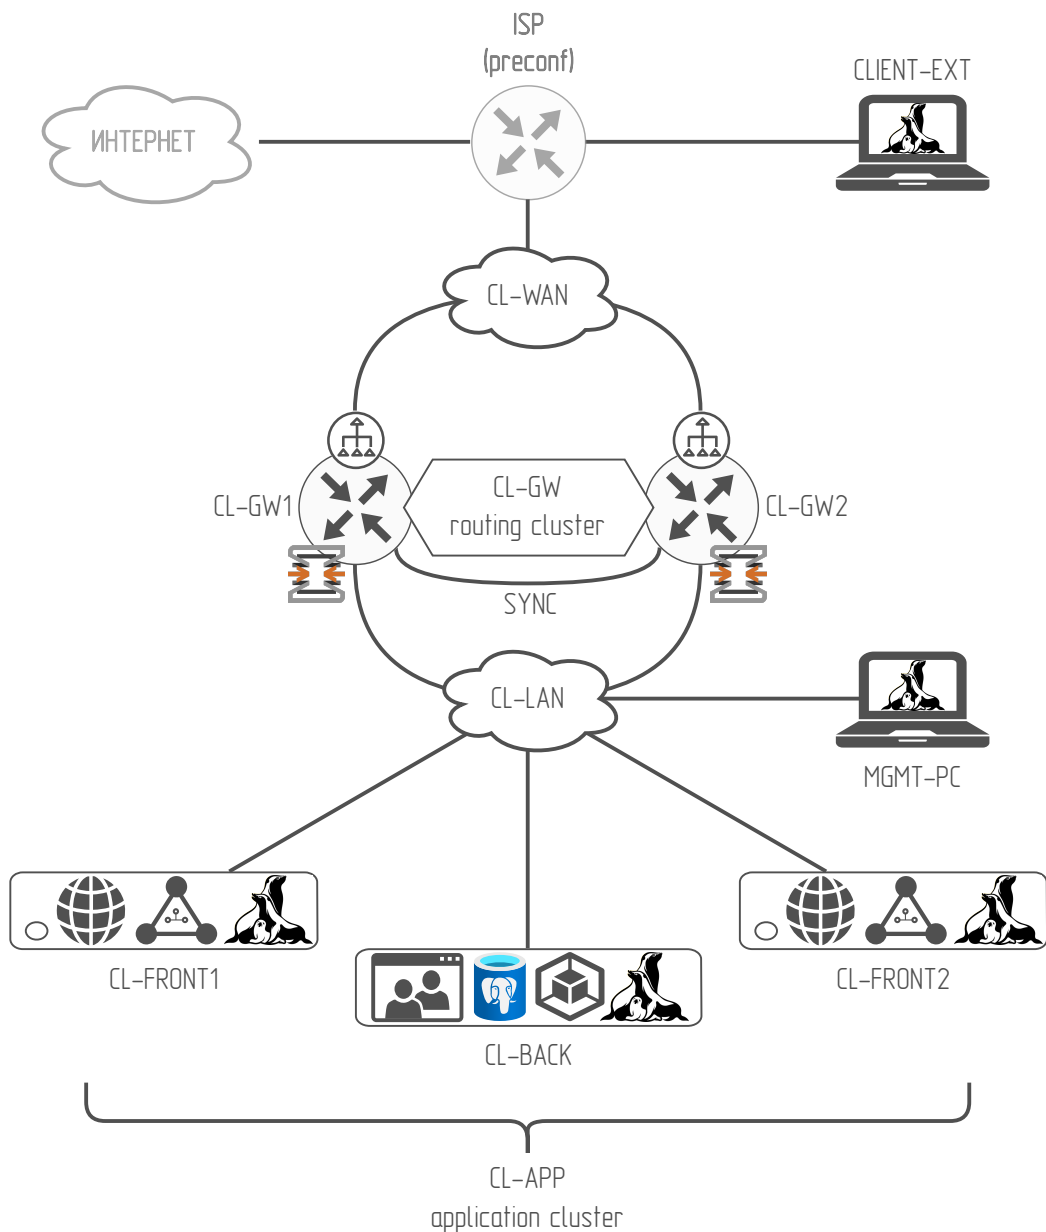 ISP
(preconf)
CLIENT-EXT
ИНТЕРНЕТ
CL-WAN
CL-GW1
CL-GW
routing cluster
CL-GW2
SYNC
CL-LAN
MGMT-PC
CL-FRONT1
CL-FRONT2
CL-BACK
CL-APP
application cluster